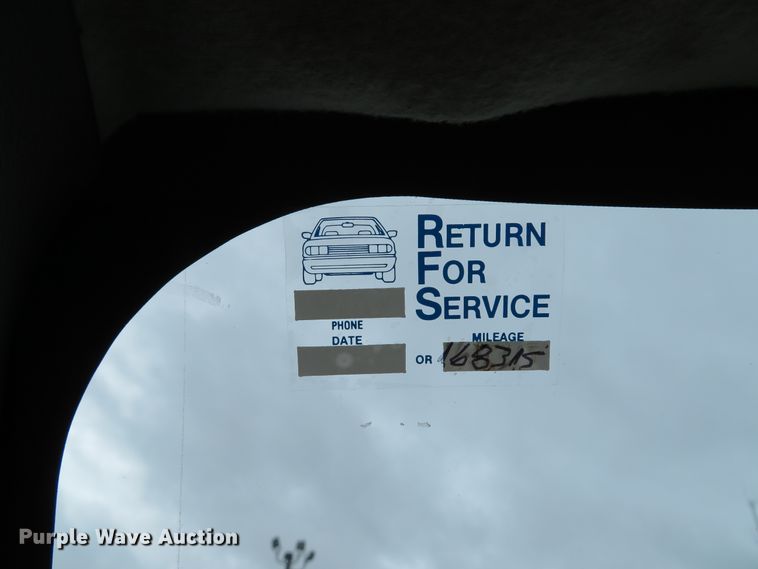 RETURN
FOR
SERVICE
PHONE
DATE
MILEAGE
OR 168315
Purple Wave Auction